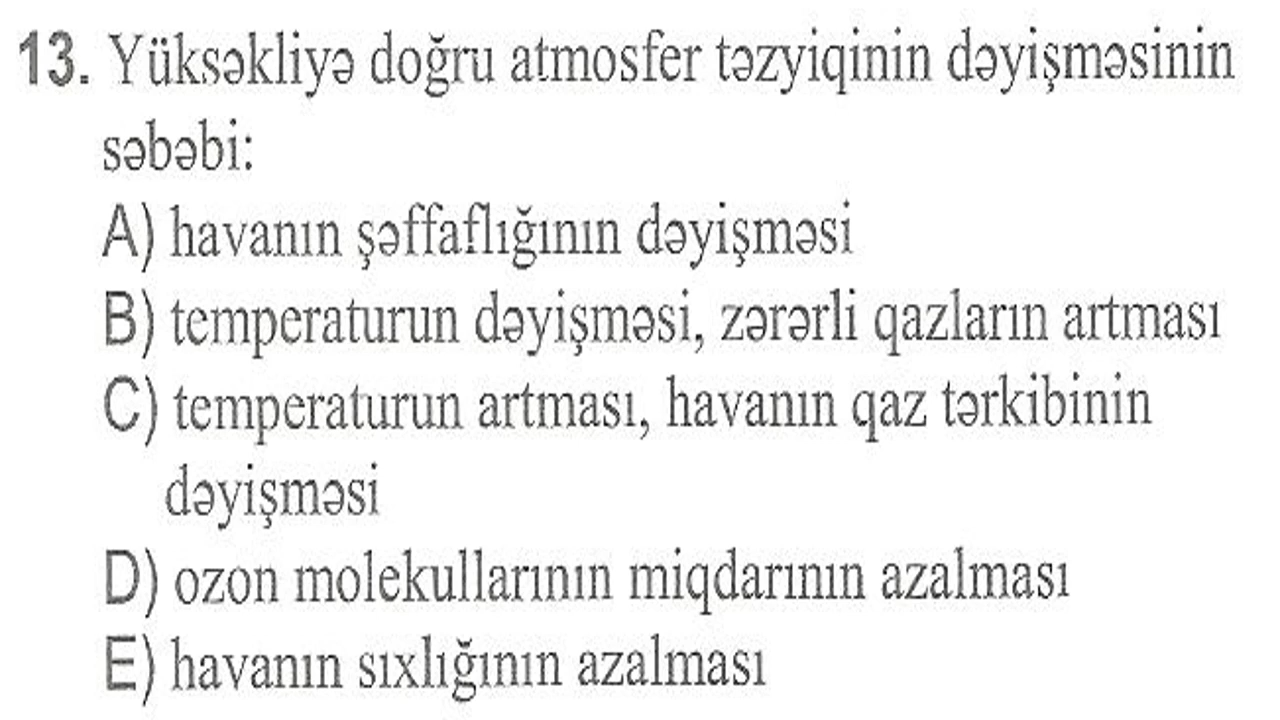 13. Yüksəkliyə doğru atmosfer təzyiqinin dəyişməsinin
səbəbi:
A) havanın şəffaflığının dəyişməsi
B) temperaturun dəyişməsi, zərərli qazların artması
C) temperaturun artması, havanın qaz tərkibinin
dəyişməsi
D) ozon molekullarının miqdarının azalması
E) havanın sıxlığının azalması